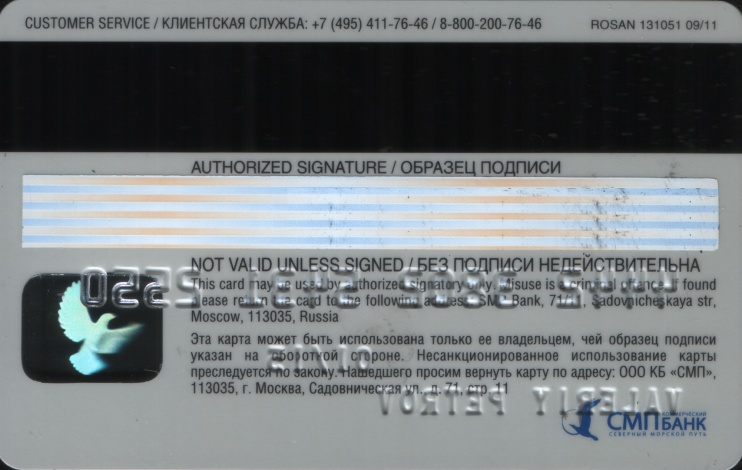 CUSTOMER SERVICE / КЛИЕНТСКАЯ СЛУЖБА: +7 (495) 411-76-46 / 8-800-200-76-46
ROSAN 131051 09/11
AUTHORIZED SIGNATURE / ОБРАЗЕЦ ПОДПИСИ
NOT VALID UNLESS SIGNED / БЕЗ ПОДПИСИ НЕДЕЙСТВИТЕЛЬНА
This card may be used by authorized signatory only. Misuse is criminal offence. If found
please return the card to the following address: SMP Bank, 71/11, Sadovnicheskaya str,
Moscow, 113035, Russia
Эта карта может быть использована только ее владельцем, чей образец подписи
указан на оборотной стороне. Несанкционированное использование карты
преследуется по закону. Нашедшего просим вернуть карту по адресу: ООО КБ «СМП»,
113035, г. Москва, Садовническая ул., д. 71, стр. 11
VALERIY PETROV
СМПБАНК
СЕВЕРНЫЙ МОРСКОЙ ПУТЬ